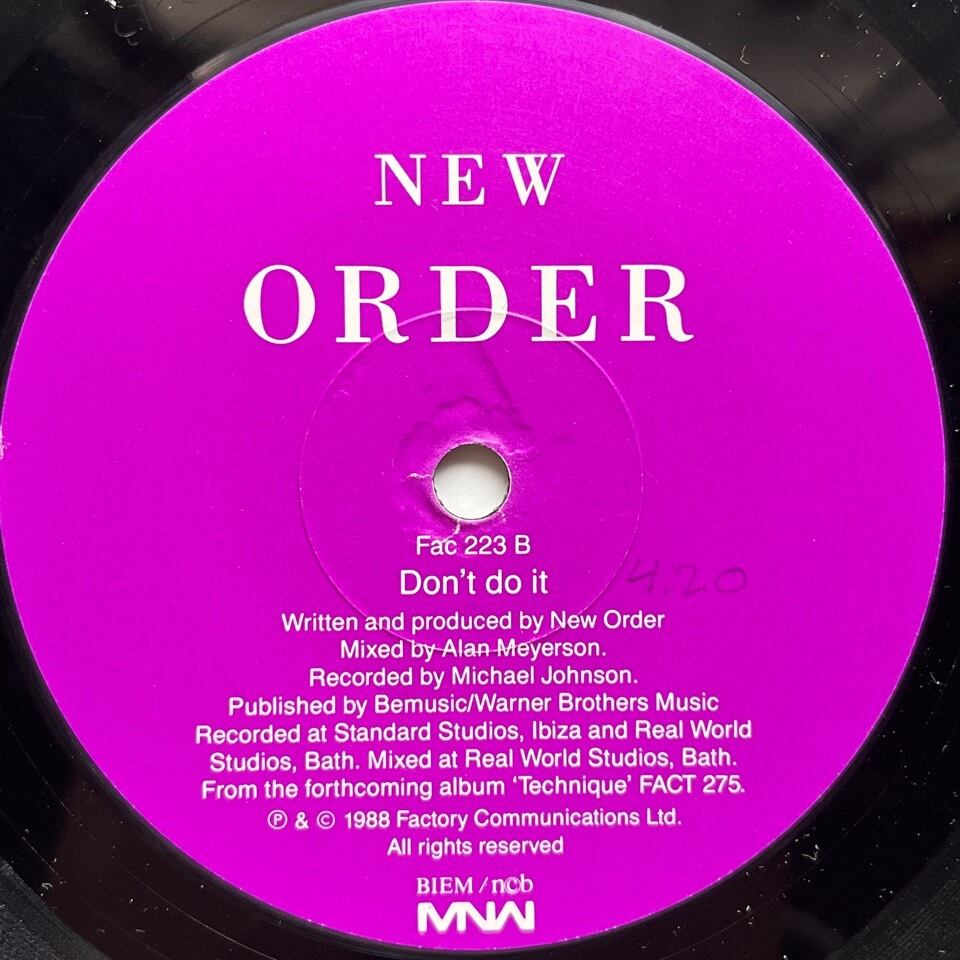 NEW
ORDER
Fac 223 B
Don't do it
4.20
Written and produced by New Order
Mixed by Alan Meyerson.
Recorded by Michael Johnson.
Published by Bemusic/Warner Brothers Music
Recorded at Standard Studios, Ibiza and Real World
Studios, Bath. Mixed at Real World Studios, Bath.
From the forthcoming album 'Technique' FACT 275.
℗ & © 1988 Factory Communications Ltd.
All rights reserved
BIEM / ncb
MNW